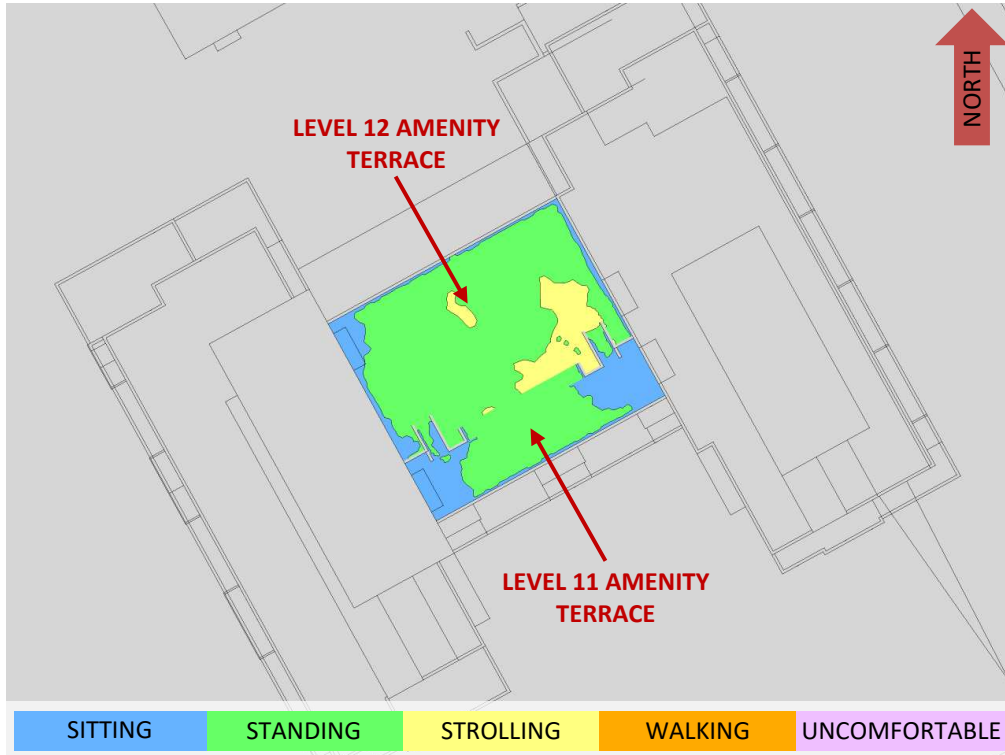 NORTH
LEVEL 12 AMENITY
TERRACE
LEVEL 11 AMENITY
TERRACE
SITTING
STANDING
STROLLING
WALKING
UNCOMFORTABLE